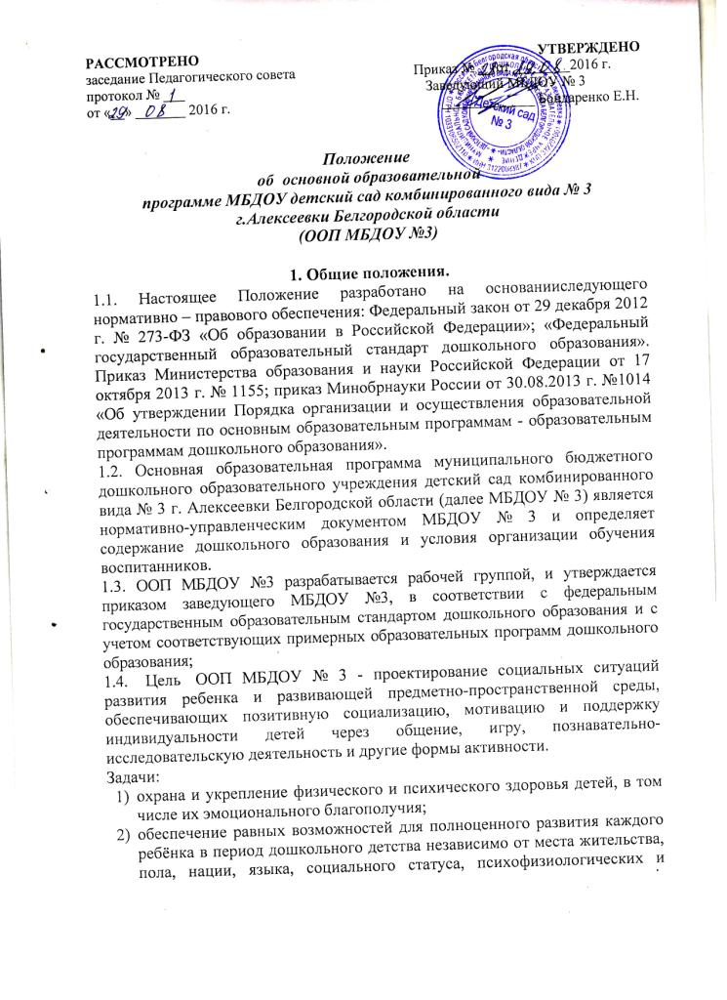 РАССМОТРЕНО
заседание Педагогического совета
протокол № 1
от «29» 08 2016 г.
УТВЕРЖДЕНО
Приказ № 2016 г.
Заведующий МБДОУ № 3
Бондаренко Е.Н.
Детский сад
№ 3
Положение
об основной образовательной
программе МБДОУ детский сад комбинированного вида № 3
г.Алексеевки Белгородской области
(ООП МБДОУ №3)
1. Общие положения.
1.1. Настоящее Положение разработано на основанииследующего
нормативно – правового обеспечения: Федеральный закон от 29 декабря 2012
г. № 273-ФЗ «Об образовании в Российской Федерации»; «Федеральный
государственный образовательный стандарт дошкольного образования».
Приказ Министерства образования и науки Российской Федерации от 17
октября 2013 г. № 1155; приказ Минобрнауки России от 30.08.2013 г. №1014
«Об утверждении Порядка организации и осуществления образовательной
деятельности по основным образовательным программам - образовательным
программам дошкольного образования».
1.2. Основная образовательная программа муниципального бюджетного
дошкольного образовательного учреждения детский сад комбинированного
вида № 3 г. Алексеевки Белгородской области (далее МБДОУ № 3) является
нормативно-управленческим документом МБДОУ № 3 и определяет
содержание дошкольного образования и условия организации обучения
воспитанников.
1.3. ООП МБДОУ №3 разрабатывается рабочей группой, и утверждается
приказом заведующего МБДОУ №3, в соответствии с федеральным
государственным образовательным стандартом дошкольного образования и с
учетом соответствующих примерных образовательных программ дошкольного
образования;
1.4. Цель ООП МБДОУ № 3 - проектирование социальных ситуаций
развития ребенка и развивающей предметно-пространственной среды,
обеспечивающих позитивную социализацию, мотивацию и поддержку
индивидуальности детей через общение, игру, познавательно-
исследовательскую деятельность и другие формы активности.
Задачи:
1) охрана и укрепление физического и психического здоровья детей, в том
числе их эмоционального благополучия;
2) обеспечение равных возможностей для полноценного развития каждого
ребёнка в период дошкольного детства независимо от места жительства,
пола, нации, языка, социального статуса, психофизиологических и